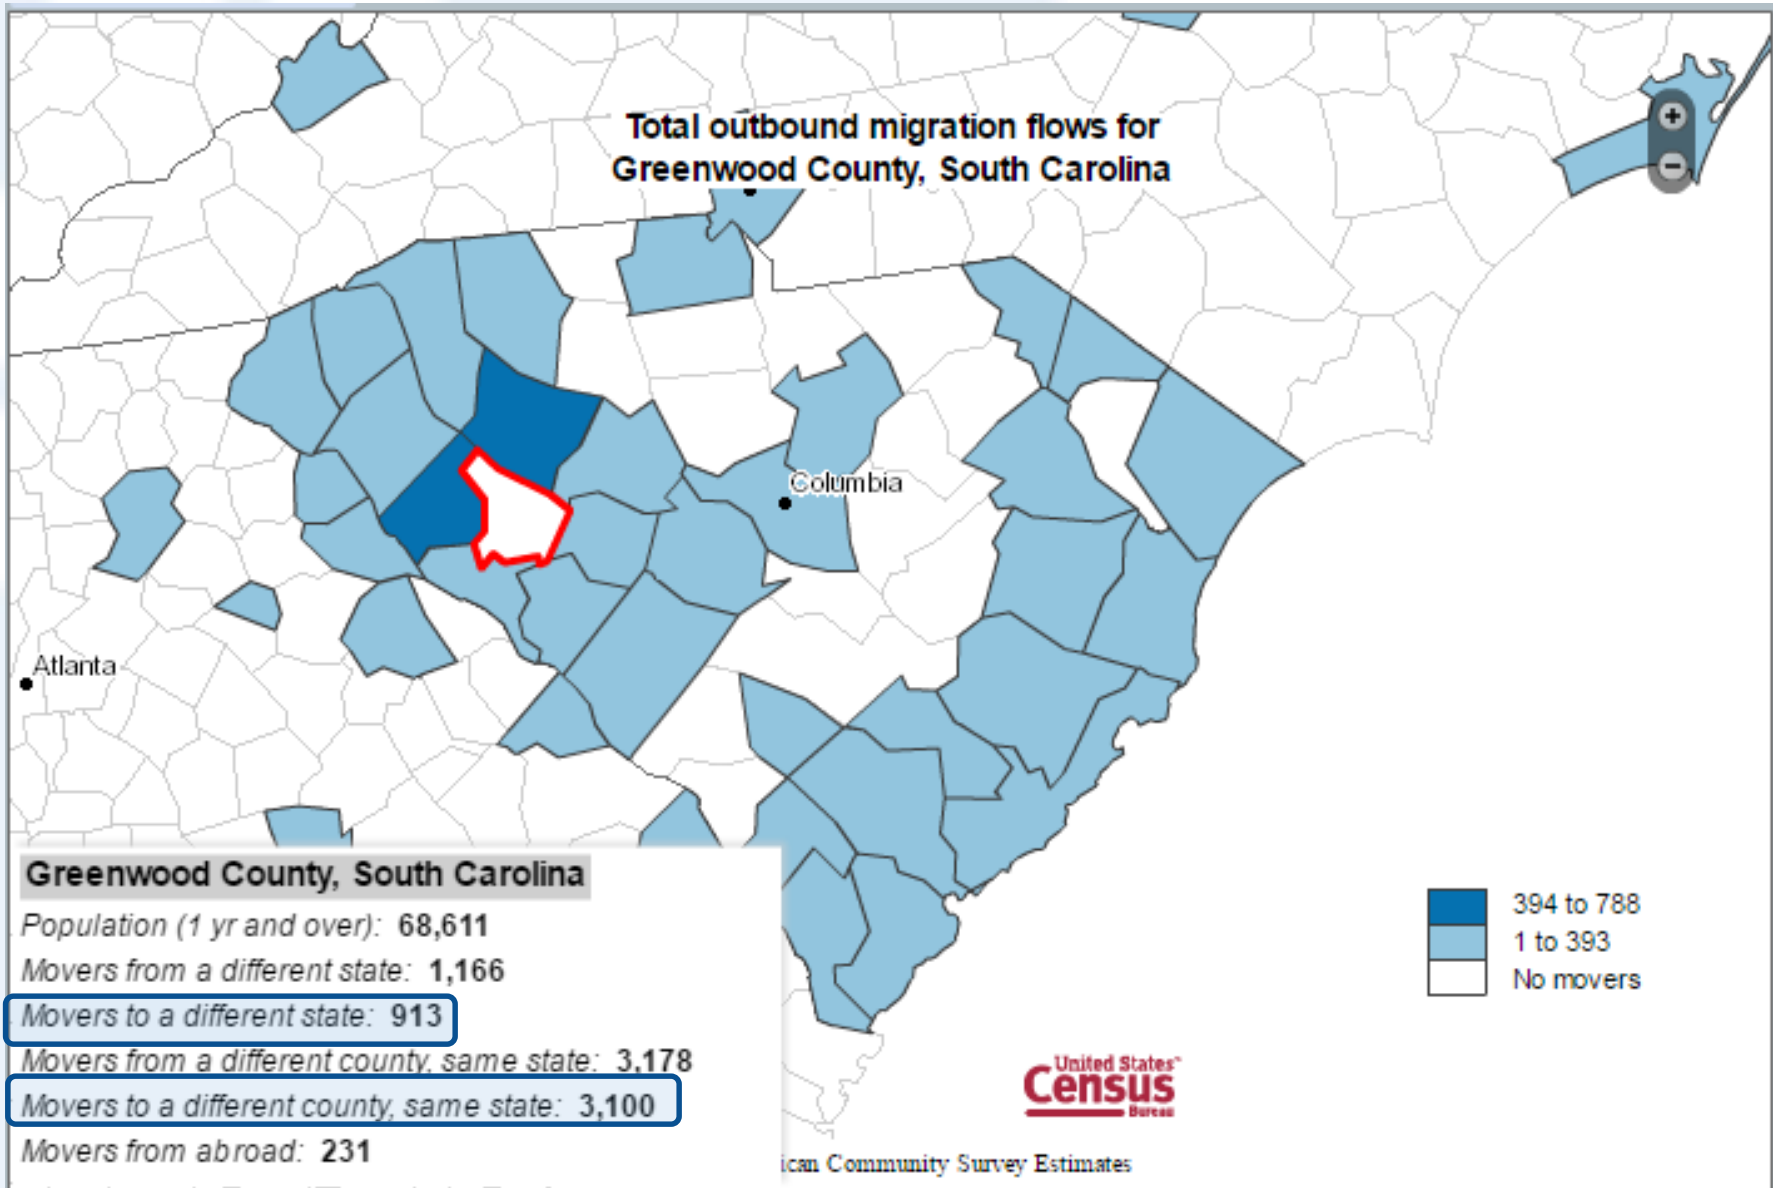 Total outbound migration flows for
Greenwood County, South Carolina
Columbia
Atlanta
Greenwood County, South Carolina
Population (1 yr and over): 68,611
Movers from a different state: 1,166
Movers to a different state: 913
Movers from a different county, same state: 3,178
Movers to a different county, same state: 3,100
Movers from abroad: 231
394 to 788
1 to 393
No movers
United States
Census
Bureau
ican Community Survey Estimates